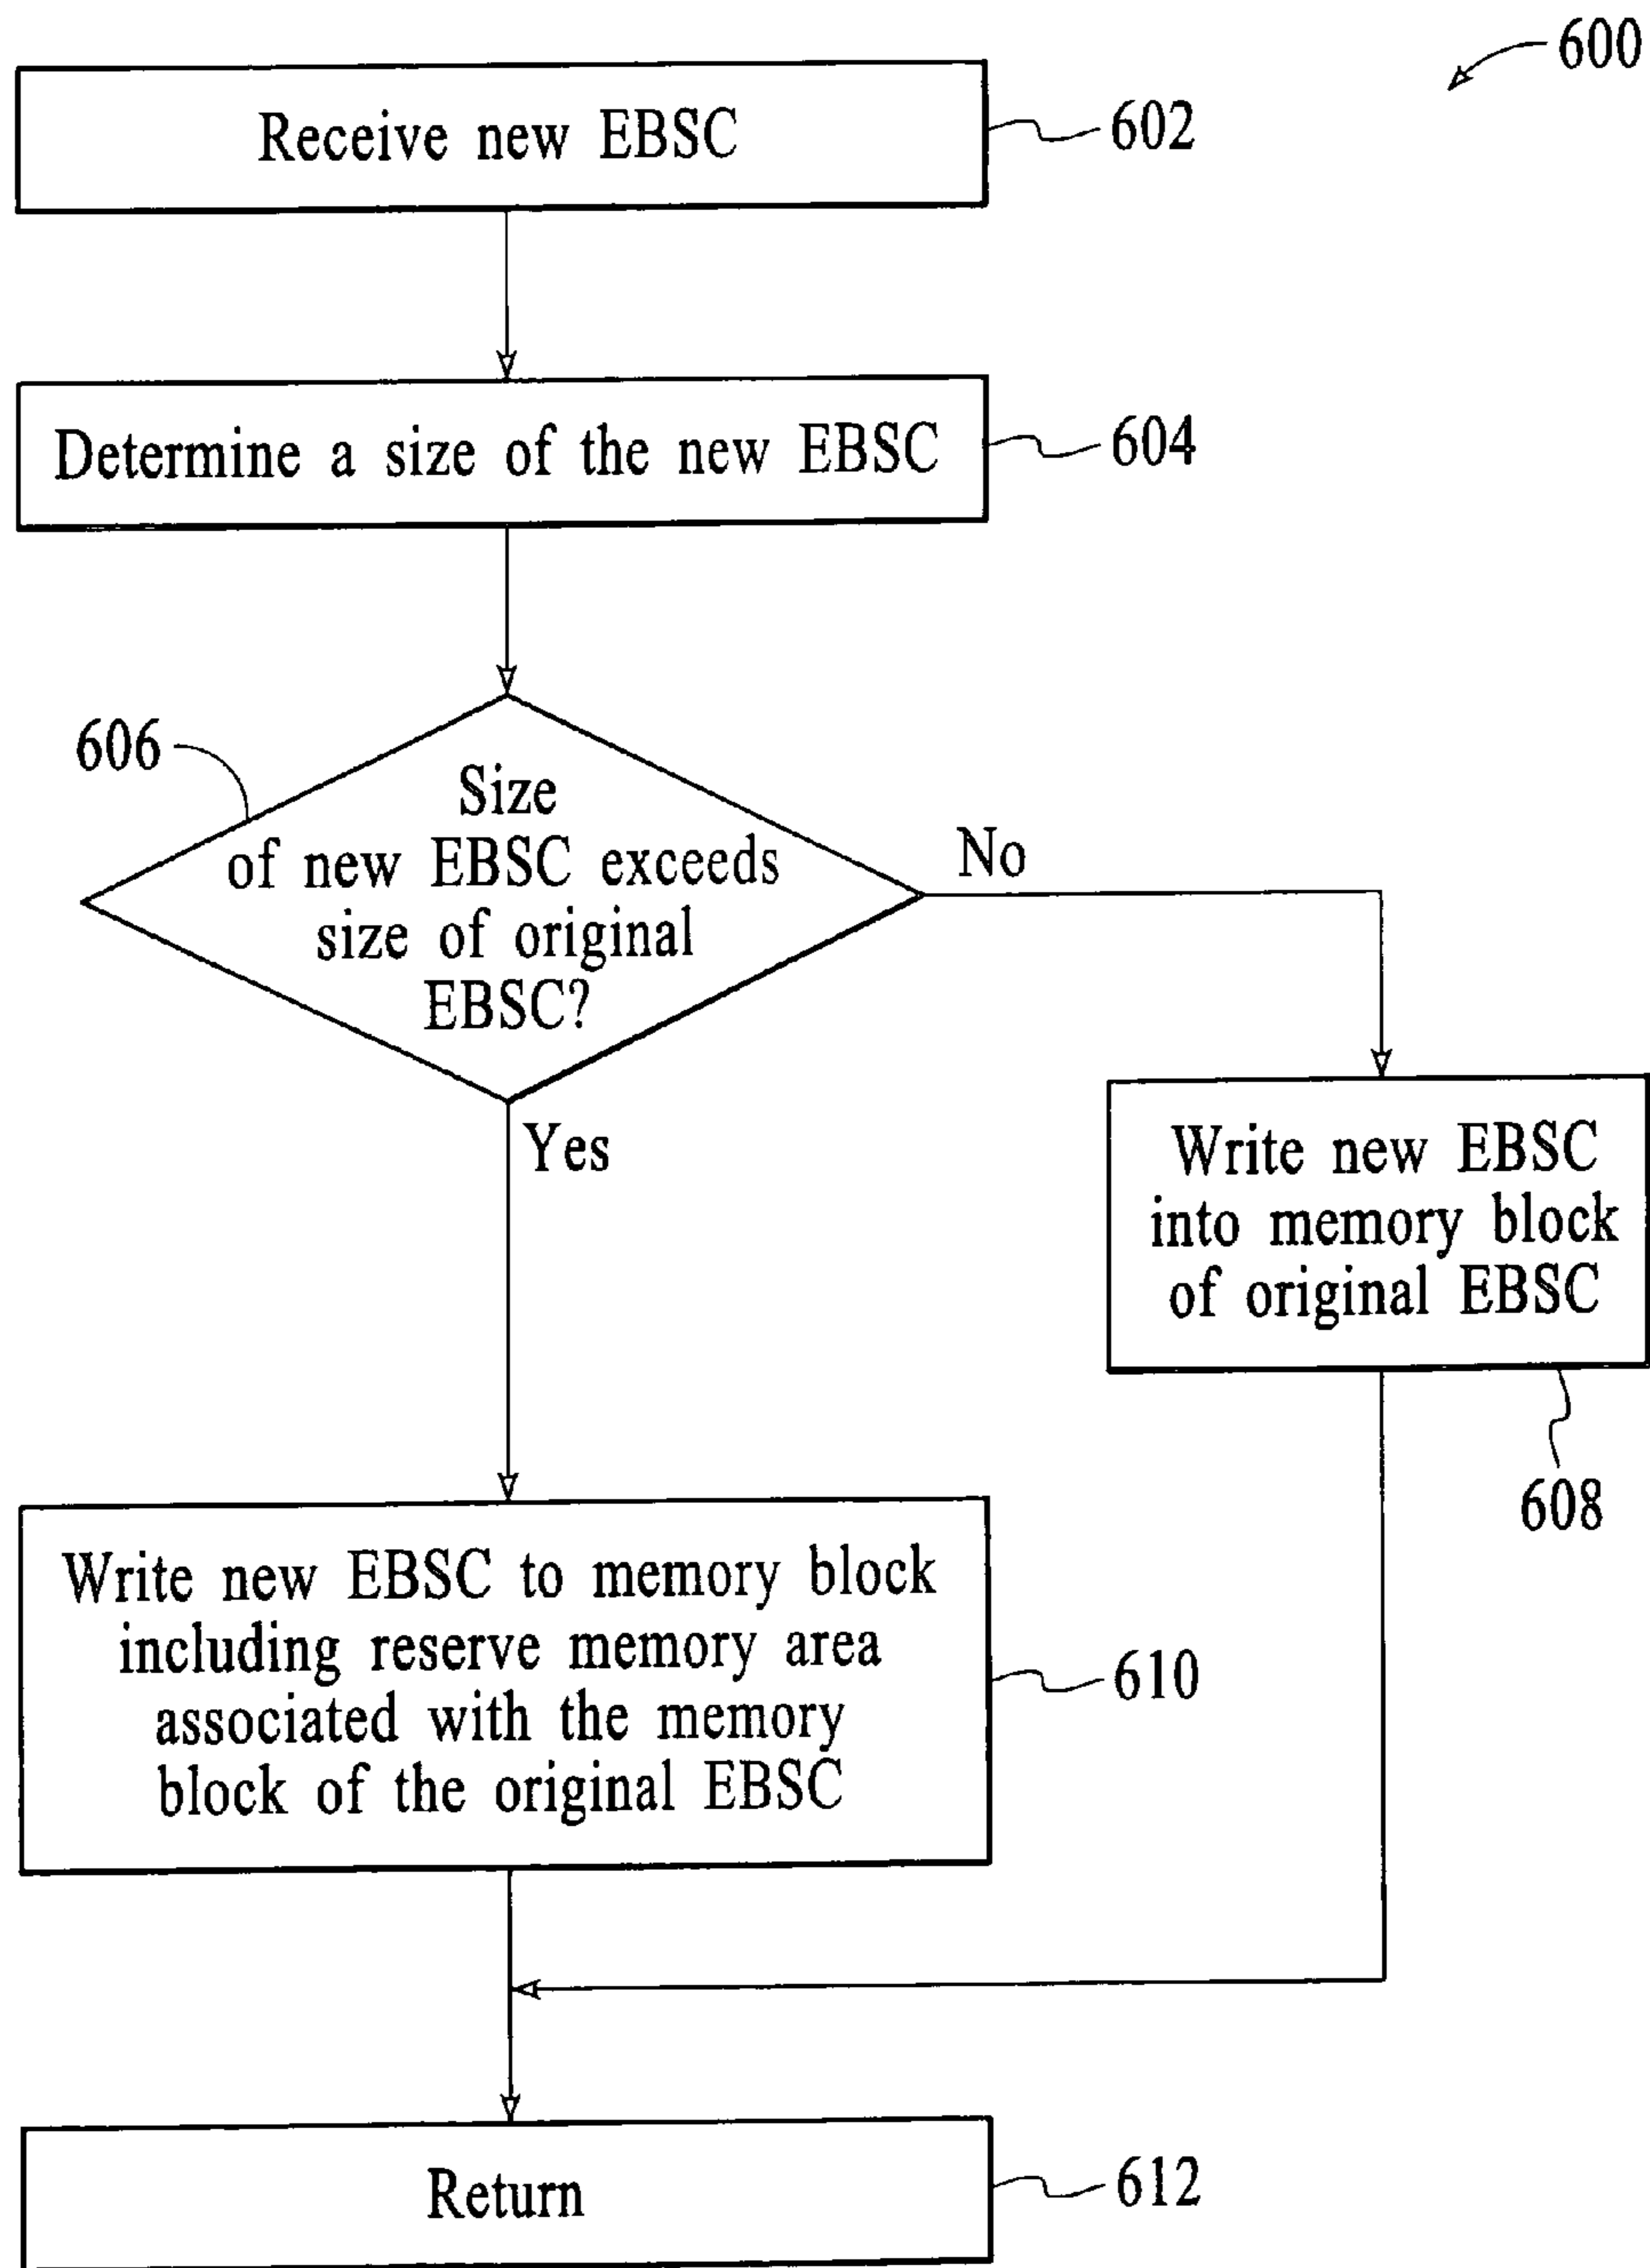 600
Receive new EBSC
602
Determine a size of the new EBSC
604
606
Size
of new EBSC exceeds
size of original
EBSC?
No
Yes
Write new EBSC
into memory block
of original EBSC
608
Write new EBSC to memory block
including reserve memory area
associated with the memory
block of the original EBSC
610
Return
612